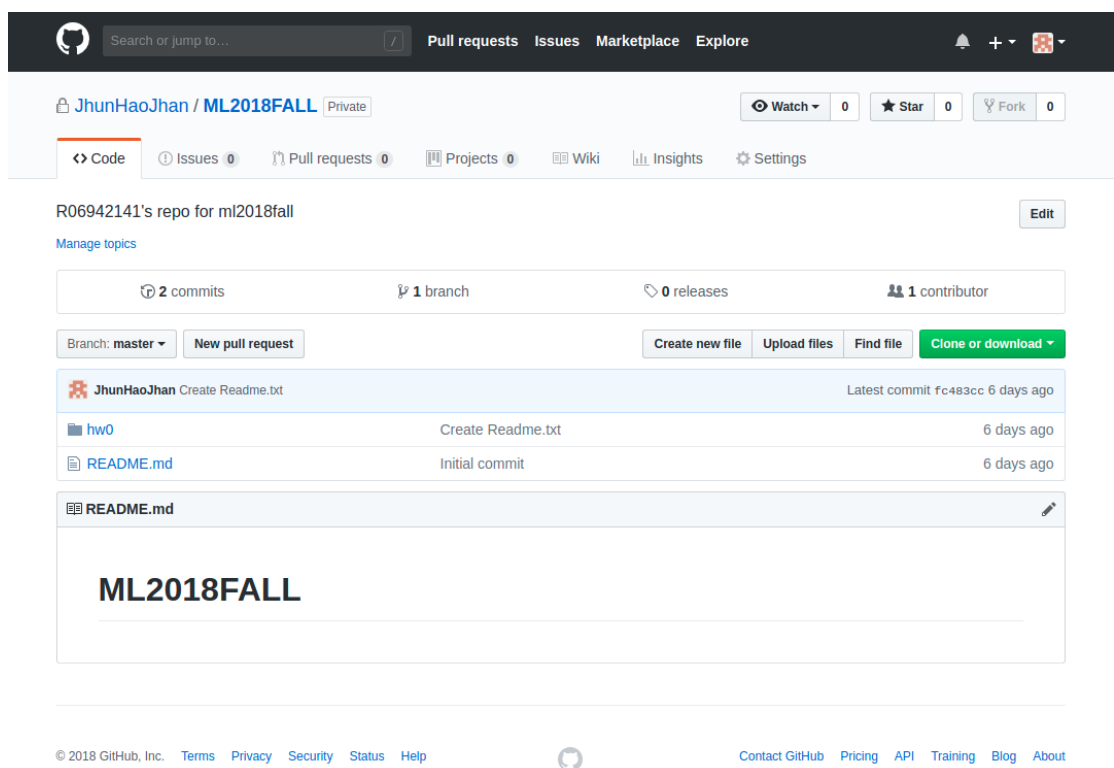 Search or jump to… / Pull requests Issues Marketplace Explore
JhunHaoJhan / ML2018FALL Private Watch 0 Star 0 Fork 0
Code Issues 0 Pull requests 0 Projects 0 Wiki Insights Settings
R06942141's repo for ml2018fall Edit
Manage topics
2 commits 1 branch 0 releases 1 contributor
Branch: master New pull request Create new file Upload files Find file Clone or download
JhunHaoJhan Create Readme.txt Latest commit fc483cc 6 days ago
hw0 Create Readme.txt 6 days ago
README.md Initial commit 6 days ago
README.md
ML2018FALL
© 2018 GitHub, Inc. Terms Privacy Security Status Help Contact GitHub Pricing API Training Blog About